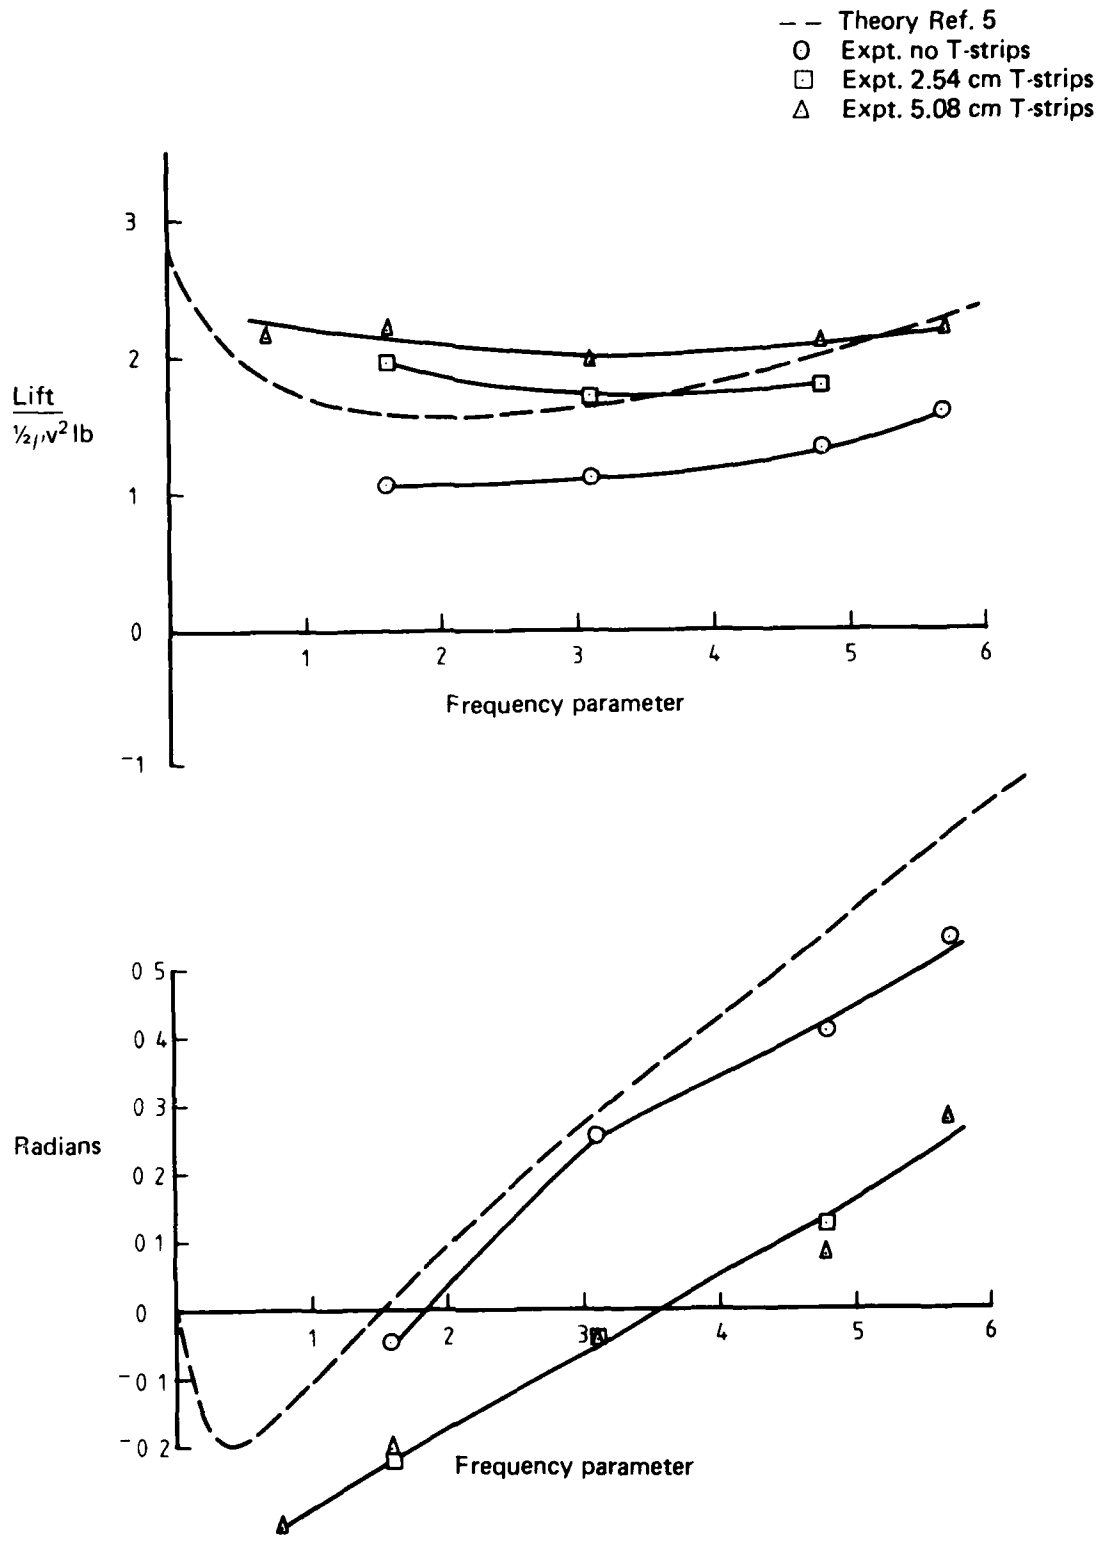 Theory Ref. 5
Expt. no T-strips
Expt. 2.54 cm T-strips
Expt. 5.08 cm T-strips
3
2
1
0
-1
Lift
½ρv² lb
1 2 3 4 5 6
Frequency parameter
0 5
0 4
0 3
0 2
0 1
0
-0 1
-0 2
Radians
1 2 3 4 5 6
Frequency parameter